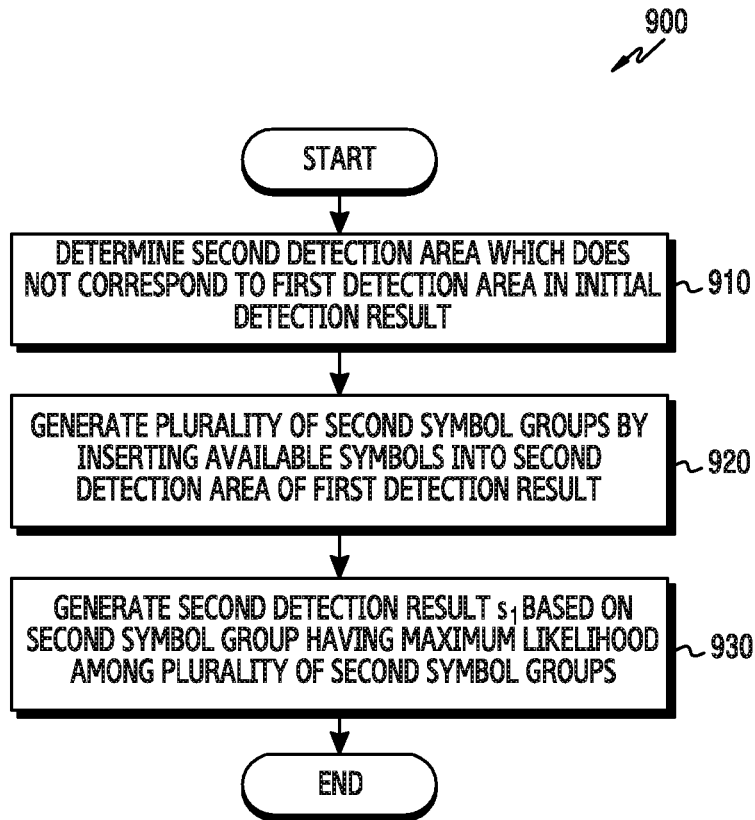 900
START
DETERMINE SECOND DETECTION AREA WHICH DOES
NOT CORRESPOND TO FIRST DETECTION AREA IN INITIAL
DETECTION RESULT
910
GENERATE PLURALITY OF SECOND SYMBOL GROUPS BY
INSERTING AVAILABLE SYMBOLS INTO SECOND
DETECTION AREA OF FIRST DETECTION RESULT
920
GENERATE SECOND DETECTION RESULT s₁ BASED ON
SECOND SYMBOL GROUP HAVING MAXIMUM LIKELIHOOD
AMONG PLURALITY OF SECOND SYMBOL GROUPS
930
END